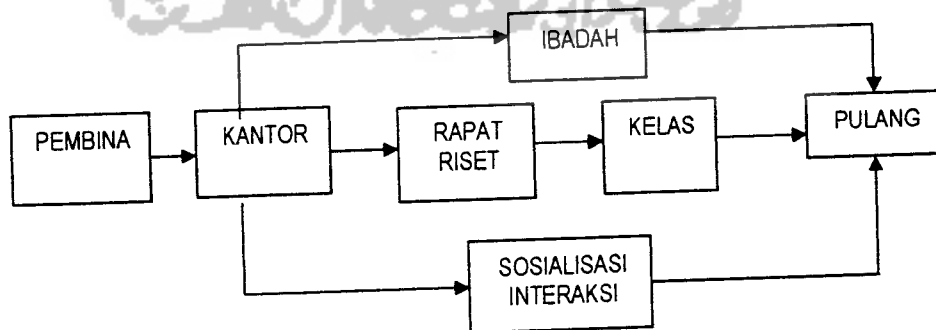 IBADAH
PEMBINA
KANTOR
RAPAT
RISET
KELAS
PULANG
SOSIALISASI
INTERAKSI